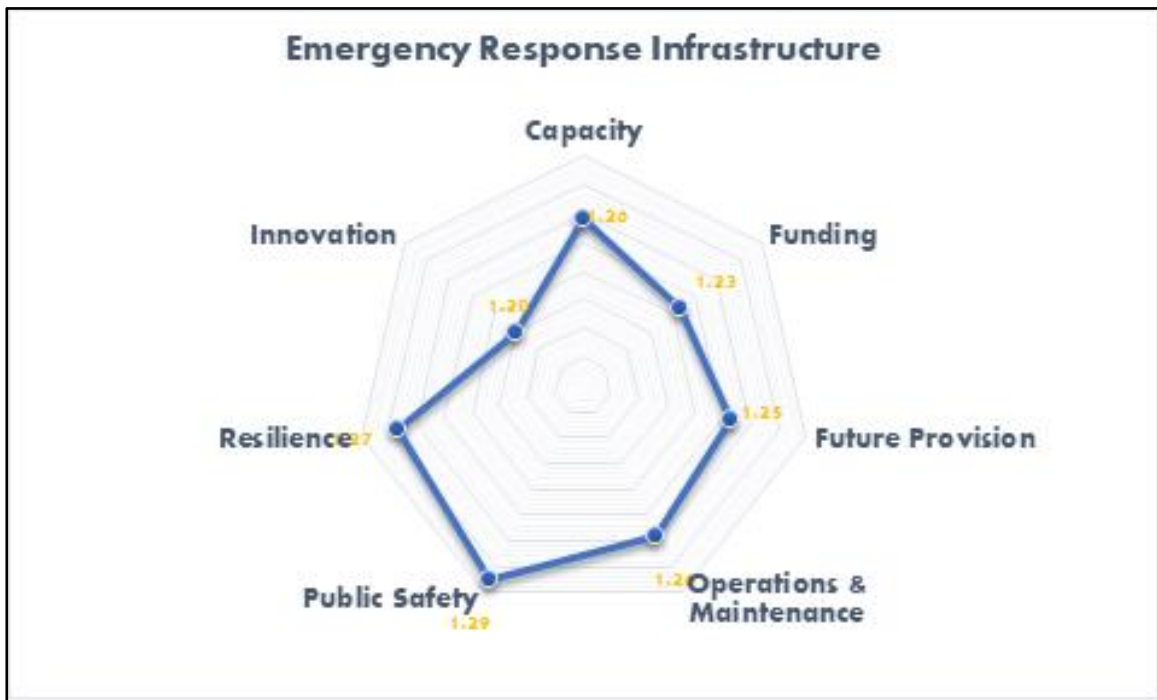 Emergency Response Infrastructure
Capacity
1.26
Innovation
Funding
1.23
1.20
1.25
Resilience
Future Provision
Operations &
Maintenance
Public Safety
1.29